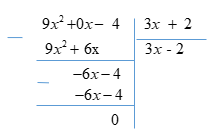 9x² +0x− 4 3x + 2
− 9x² + 6x 3x - 2
−6x−4
− −6x−4
0